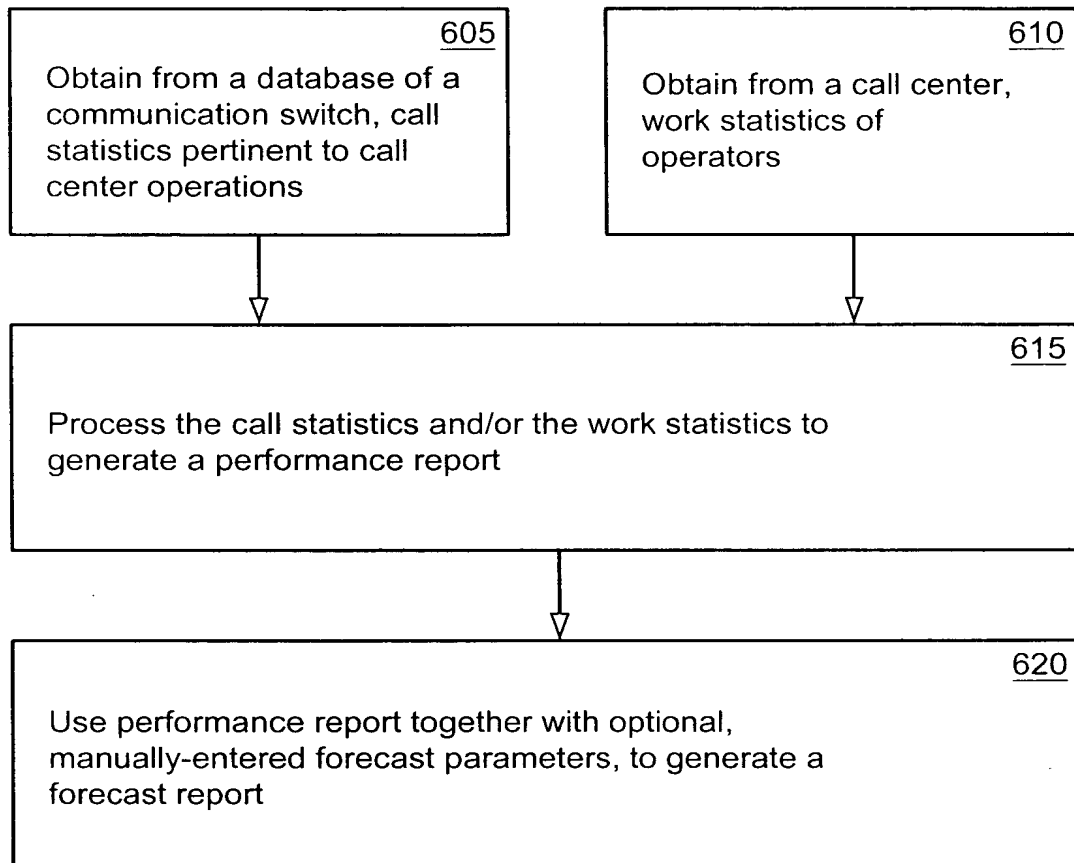 605
Obtain from a database of a
communication switch, call
statistics pertinent to call
center operations
610
Obtain from a call center,
work statistics of
operators
615
Process the call statistics and/or the work statistics to
generate a performance report
620
Use performance report together with optional,
manually-entered forecast parameters, to generate a
forecast report